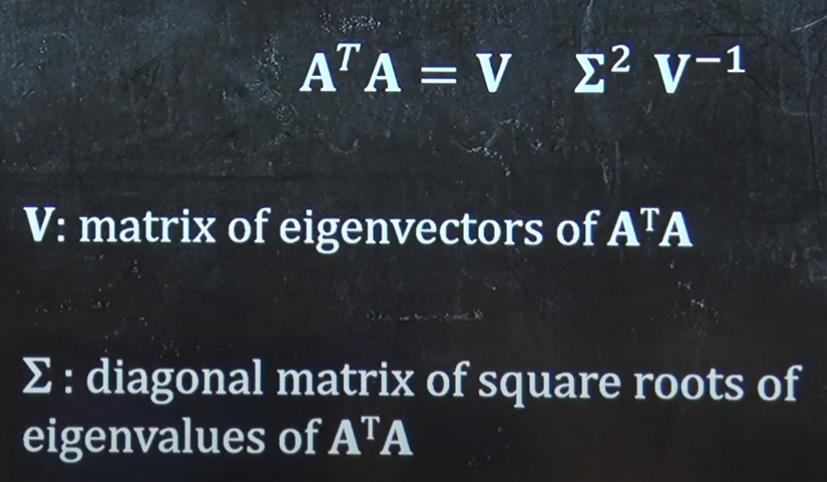 𝐀ᵀ𝐀 = 𝐕 𝚺² 𝐕⁻¹
𝐕: matrix of eigenvectors of 𝐀ᵀ𝐀
𝚺 : diagonal matrix of square roots of
eigenvalues of 𝐀ᵀ𝐀